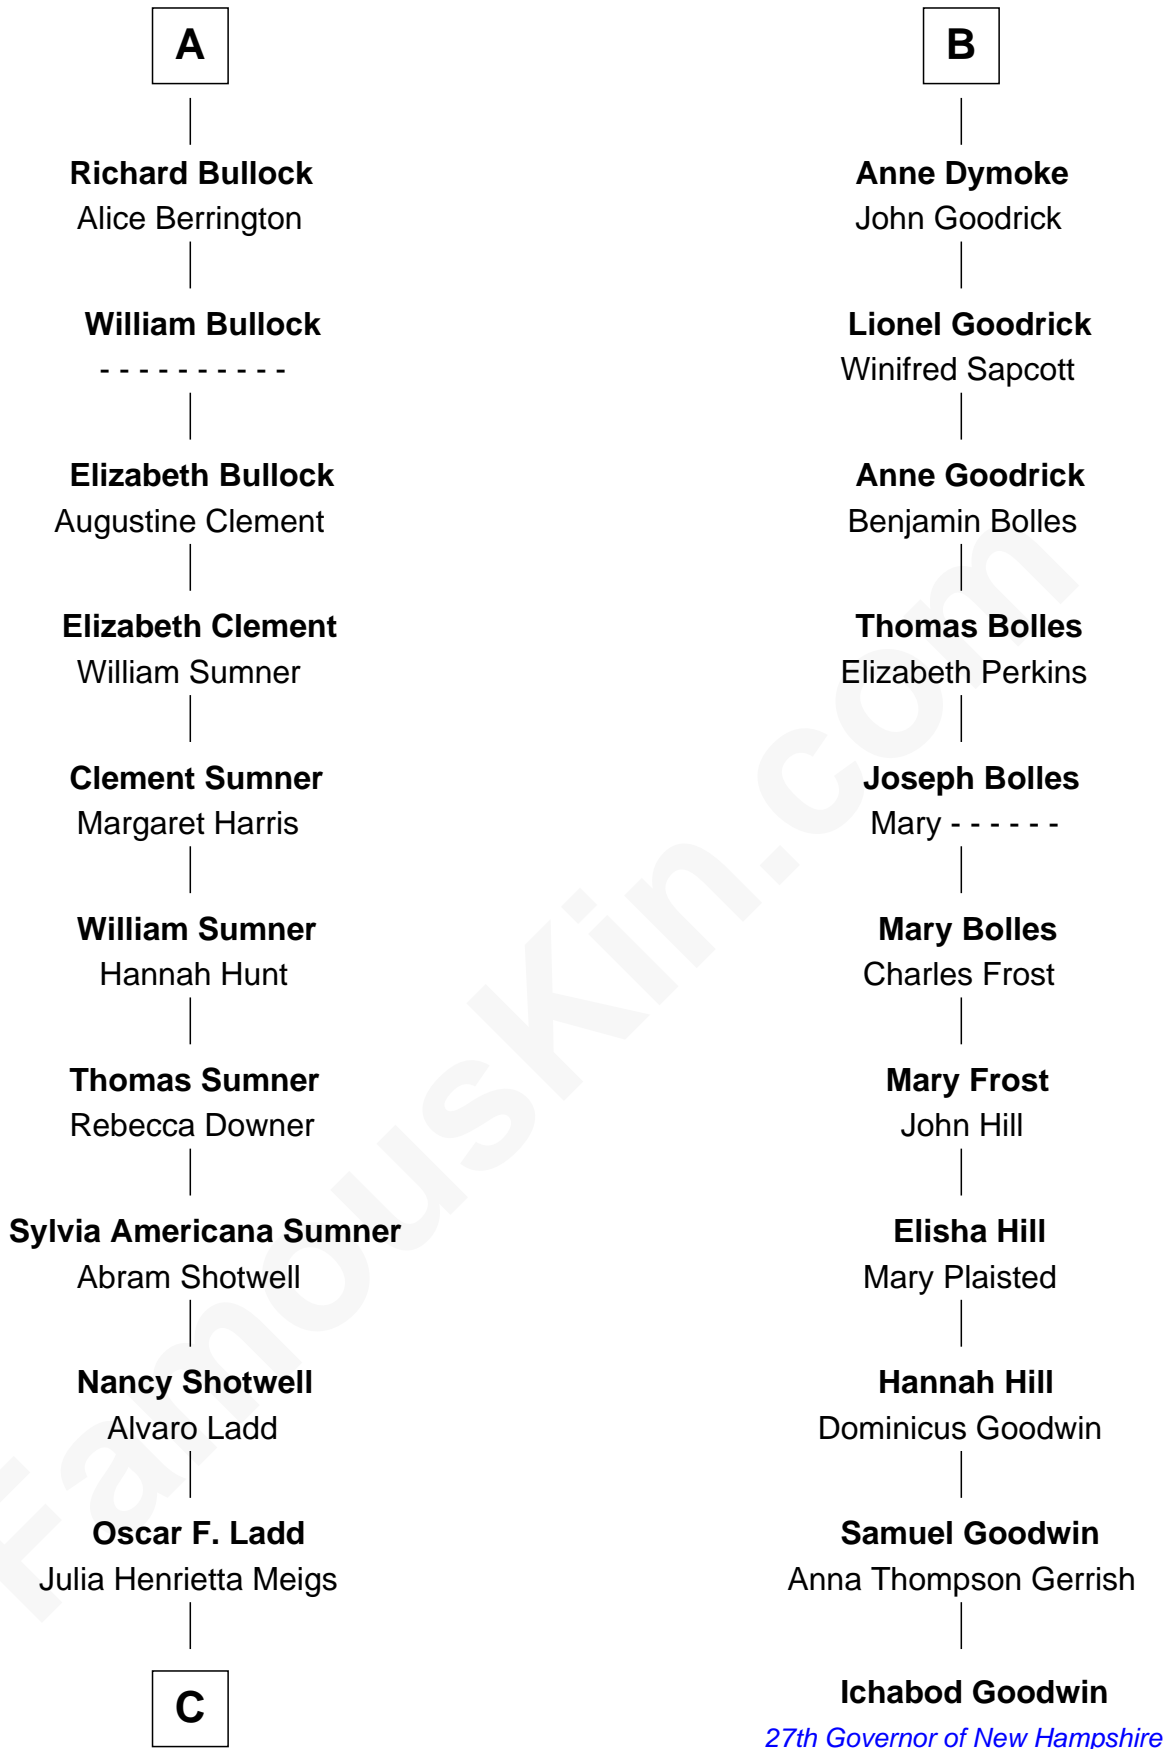 A
Richard Bullock
Alice Berrington
William Bullock
- - - - - - - - - -
Elizabeth Bullock
Augustine Clement
Elizabeth Clement
William Sumner
Clement Sumner
Margaret Harris
William Sumner
Hannah Hunt
Thomas Sumner
Rebecca Downer
Sylvia Americana Sumner
Abram Shotwell
Nancy Shotwell
Alvaro Ladd
Oscar F. Ladd
Julia Henrietta Meigs
C
B
Anne Dymoke
John Goodrick
Lionel Goodrick
Winifred Sapcott
Anne Goodrick
Benjamin Bolles
Thomas Bolles
Elizabeth Perkins
Joseph Bolles
Mary - - - - - -
Mary Bolles
Charles Frost
Mary Frost
John Hill
Elisha Hill
Mary Plaisted
Hannah Hill
Dominicus Goodwin
Samuel Goodwin
Anna Thompson Gerrish
Ichabod Goodwin
27th Governor of New Hampshire
FamousKin.com